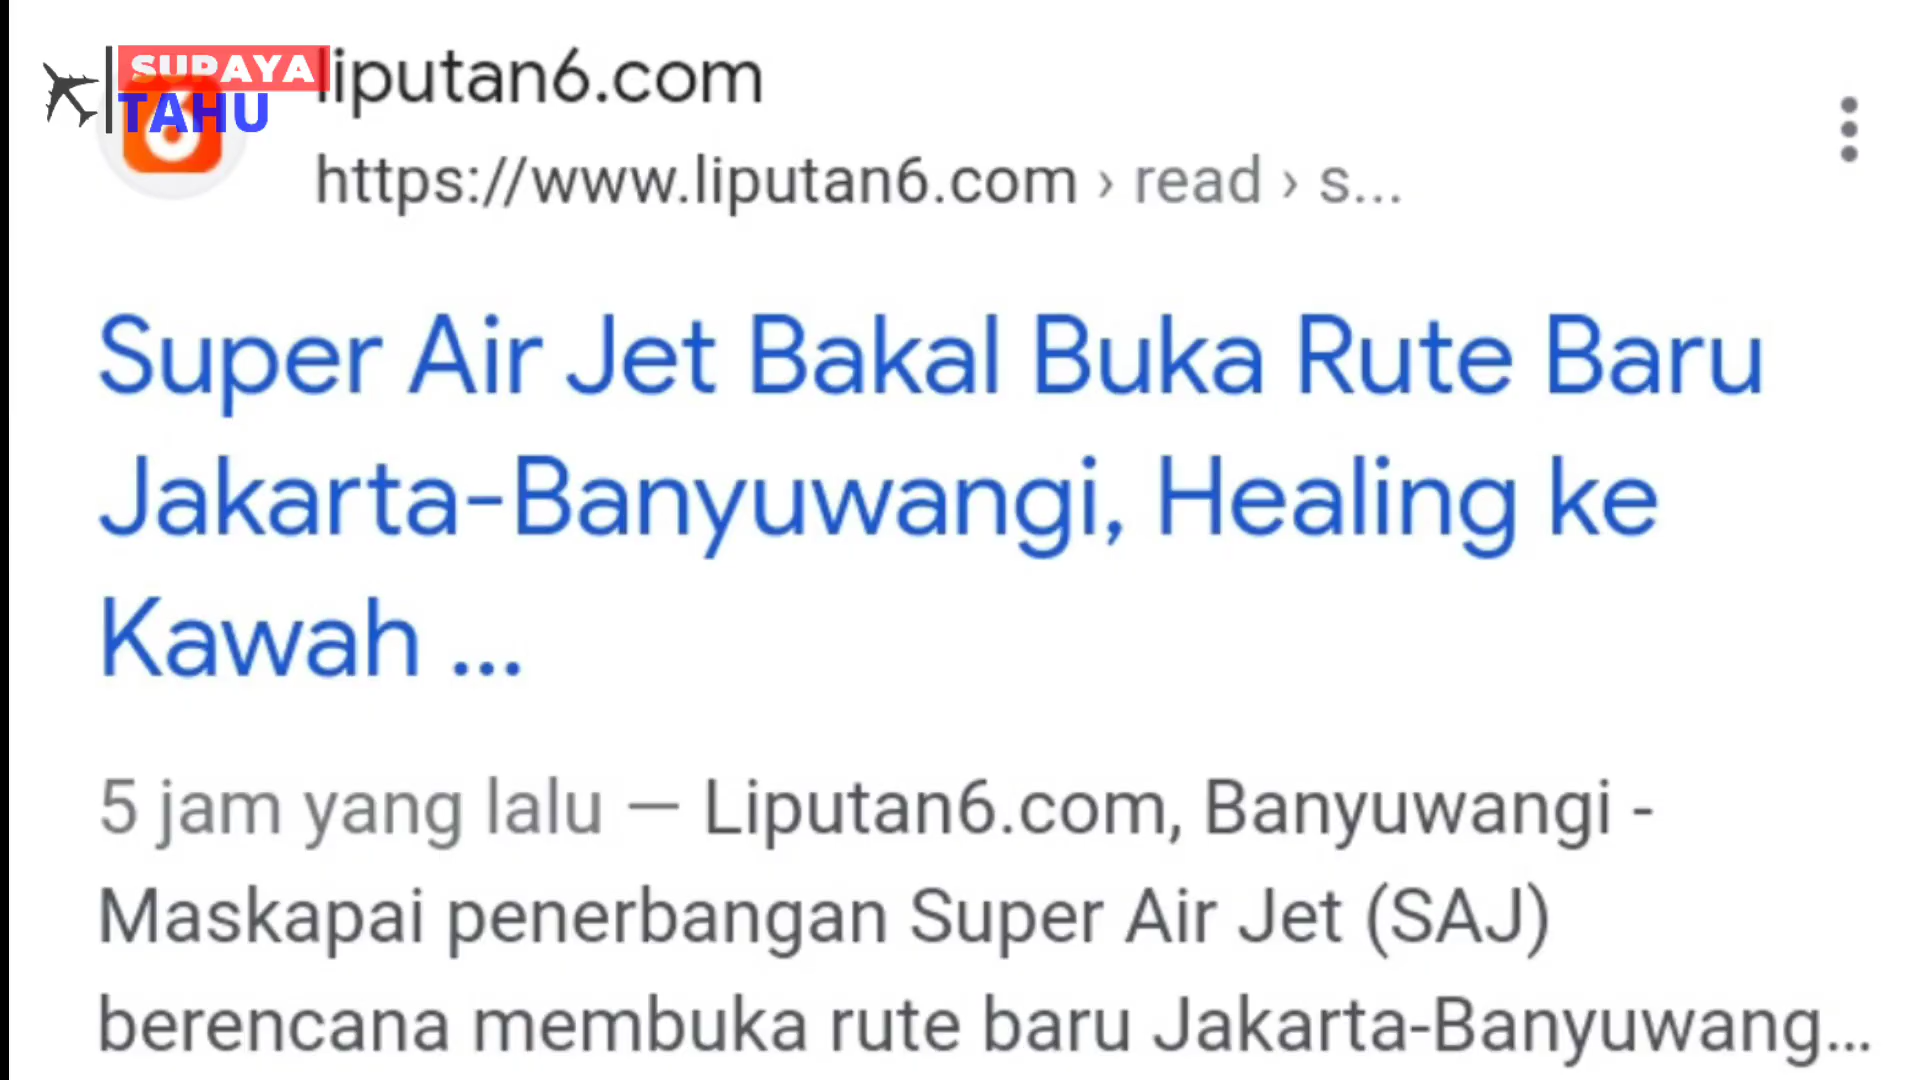 SUPAYA
TAHU
liputan6.com
https://www.liputan6.com › read › s...
Super Air Jet Bakal Buka Rute Baru
Jakarta-Banyuwangi, Healing ke
Kawah ...
5 jam yang lalu — Liputan6.com, Banyuwangi -
Maskapai penerbangan Super Air Jet (SAJ)
berencana membuka rute baru Jakarta-Banyuwang...